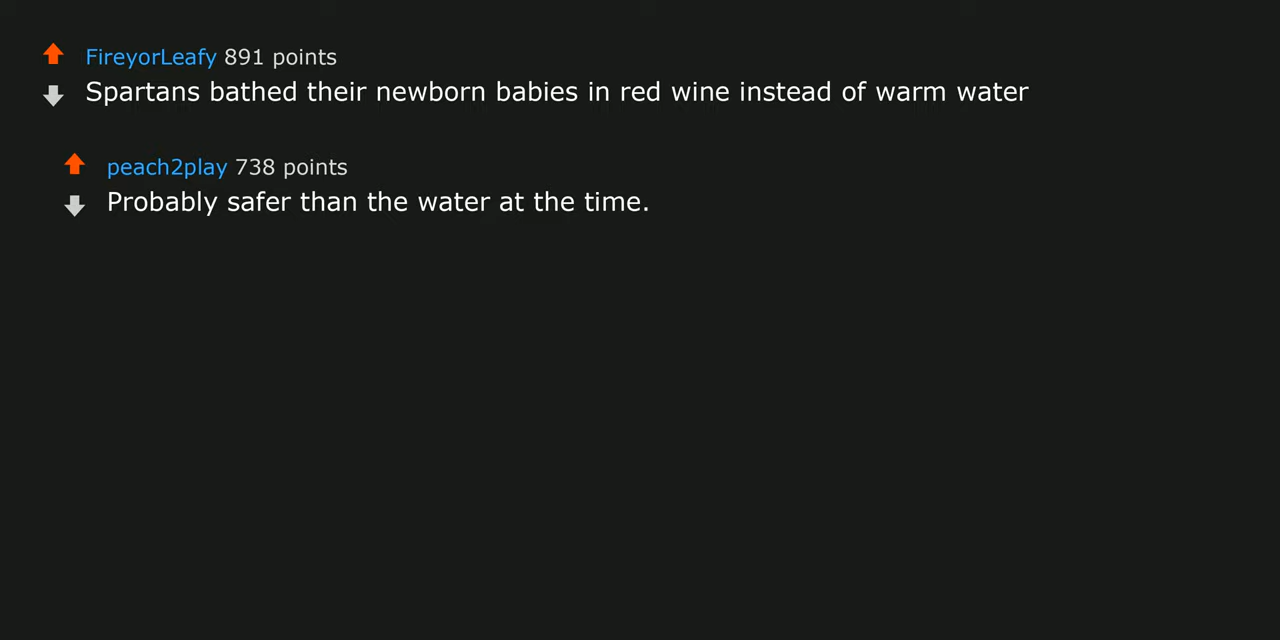 FireyorLeafy 891 points
Spartans bathed their newborn babies in red wine instead of warm water
peach2play 738 points
Probably safer than the water at the time.